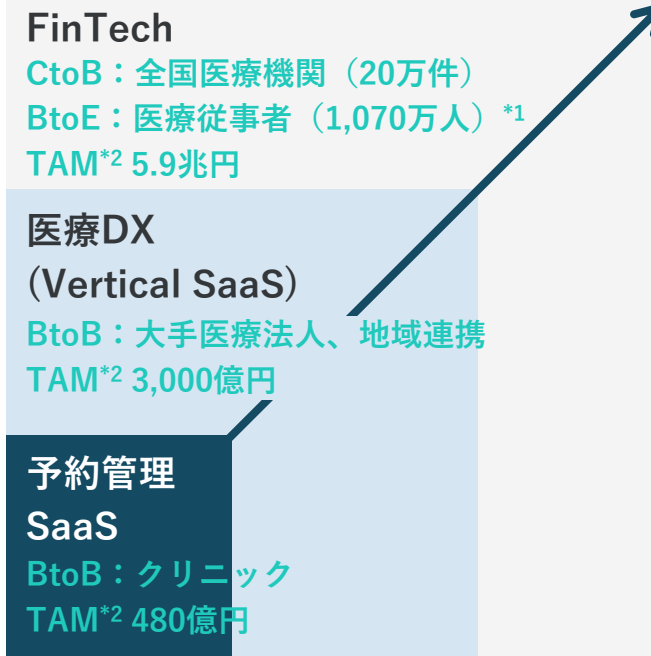 FinTech
CtoB：全国医療機関（20万件）
BtoE：医療従事者（1,070万人）*1
TAM*2 5.9兆円
医療DX
(Vertical SaaS)
BtoB：大手医療法人、地域連携
TAM*2 3,000億円
予約管理
SaaS
BtoB：クリニック
TAM*2 480億円